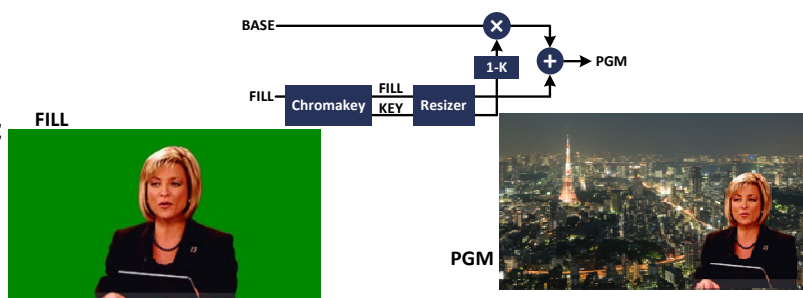 BASE
×
1-K
+
PGM
FILL
Chromakey
FILL
KEY
Resizer
FILL
PGM